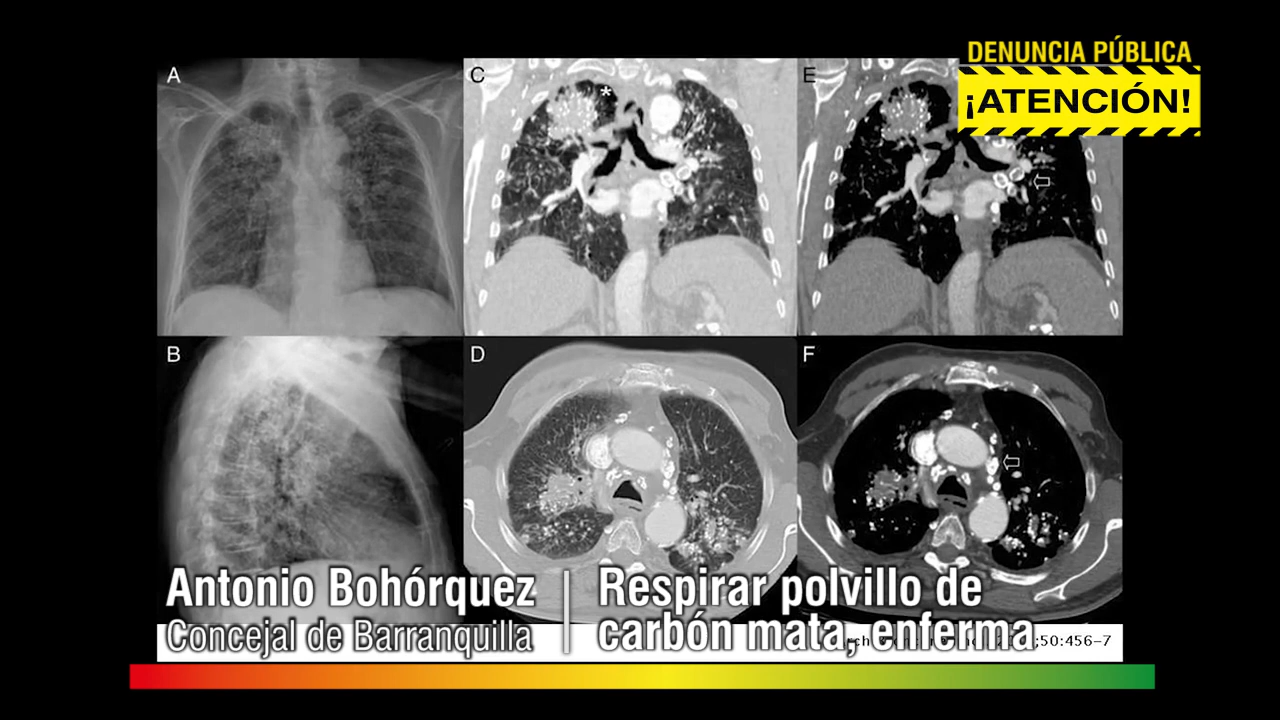 DENUNCIA PÚBLICA
¡ATENCIÓN!
A
C
*
E
B
D
F
Antonio Bohórquez
Concejal de Barranquilla
Respirar polvillo de
carbón mata, enferma
;50:456-7